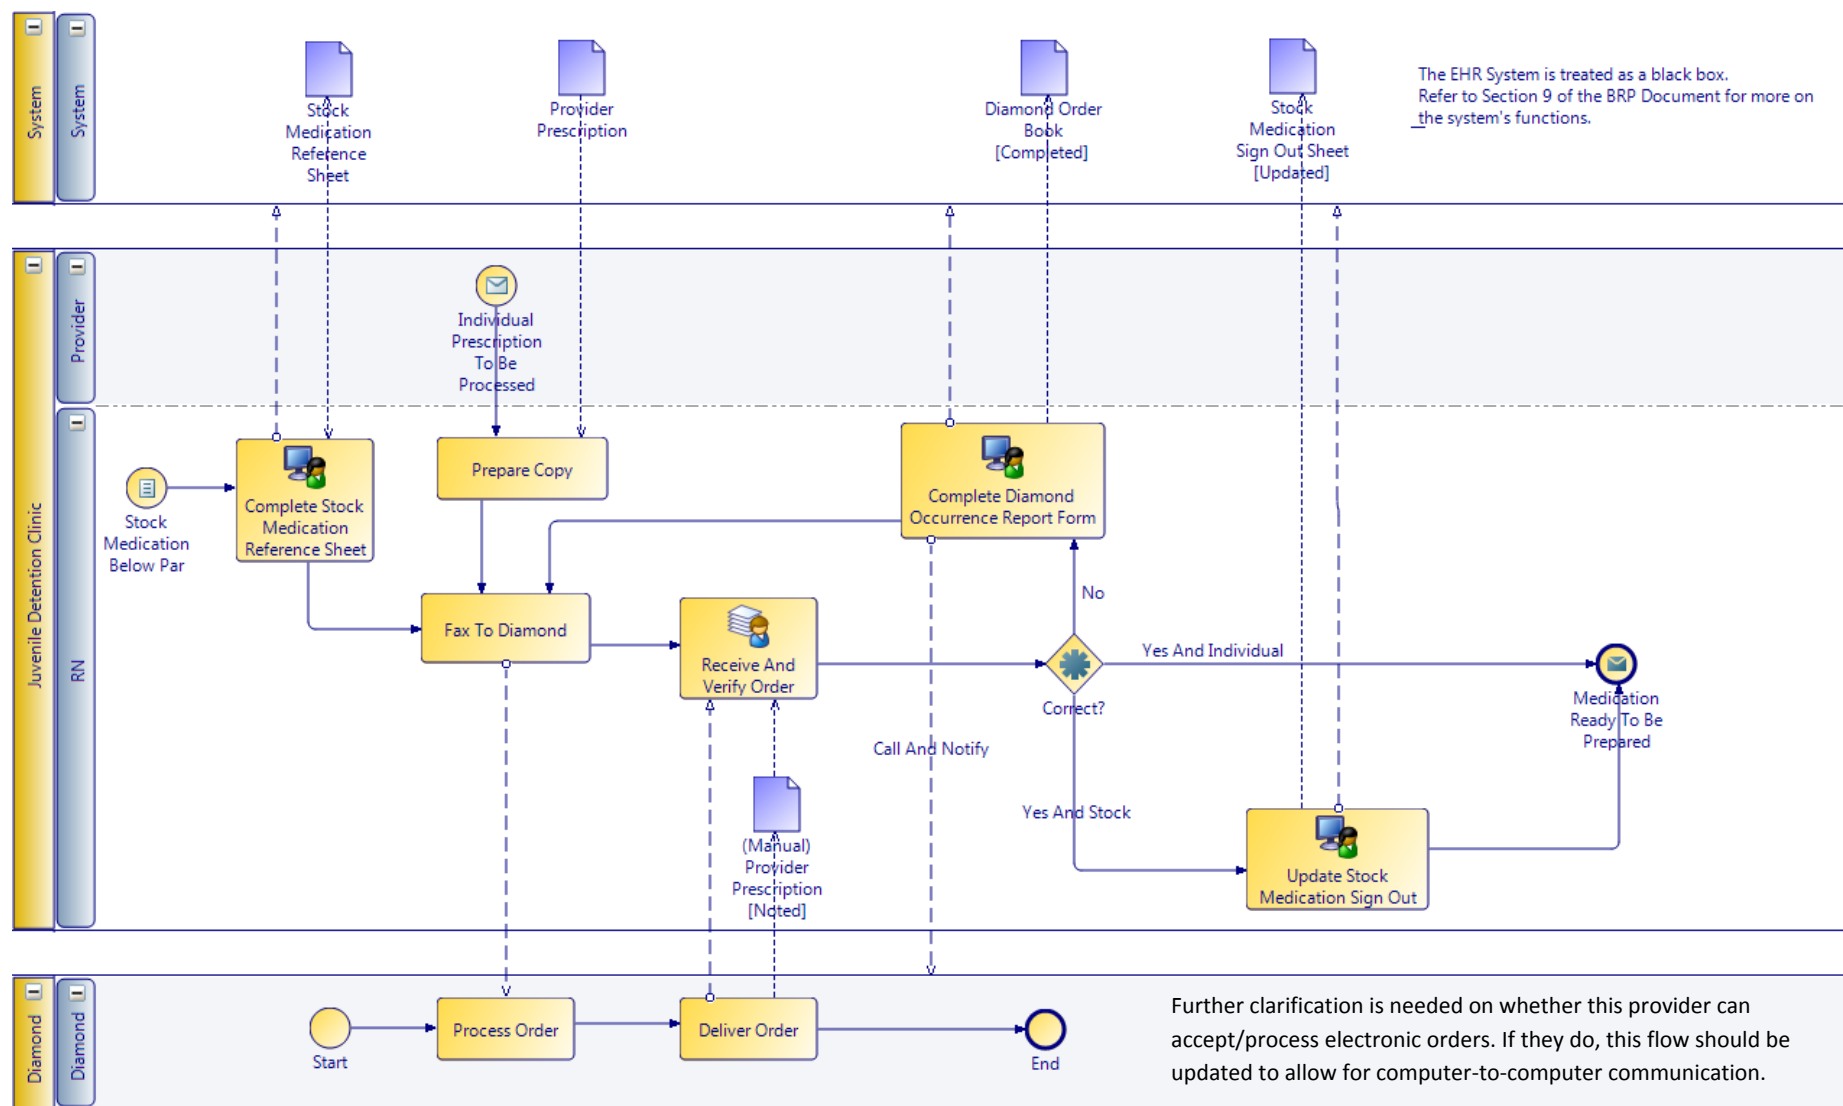 System
System
Stock
Medication
Reference
Sheet
Provider
Prescription
Diamond Order
Book
[Completed]
Stock
Medication
Sign Out Sheet
[Updated]
The EHR System is treated as a black box.
Refer to Section 9 of the BRP Document for more on
the system's functions.
Juvenile Detention Clinic
Provider
Individual
Prescription
To Be
Processed
RN
Stock
Medication
Below Par
Complete Stock
Medication
Reference Sheet
Prepare Copy
Fax To Diamond
Receive And
Verify Order
Complete Diamond
Occurrence Report Form
No
Correct?
Yes And Individual
Yes And Stock
Call And Notify
Medication
Ready To Be
Prepared
(Manual)
Provider
Prescription
[Noted]
Update Stock
Medication Sign Out
Diamond
Diamond
Start
Process Order
Deliver Order
End
Further clarification is needed on whether this provider can
accept/process electronic orders. If they do, this flow should be
updated to allow for computer-to-computer communication.